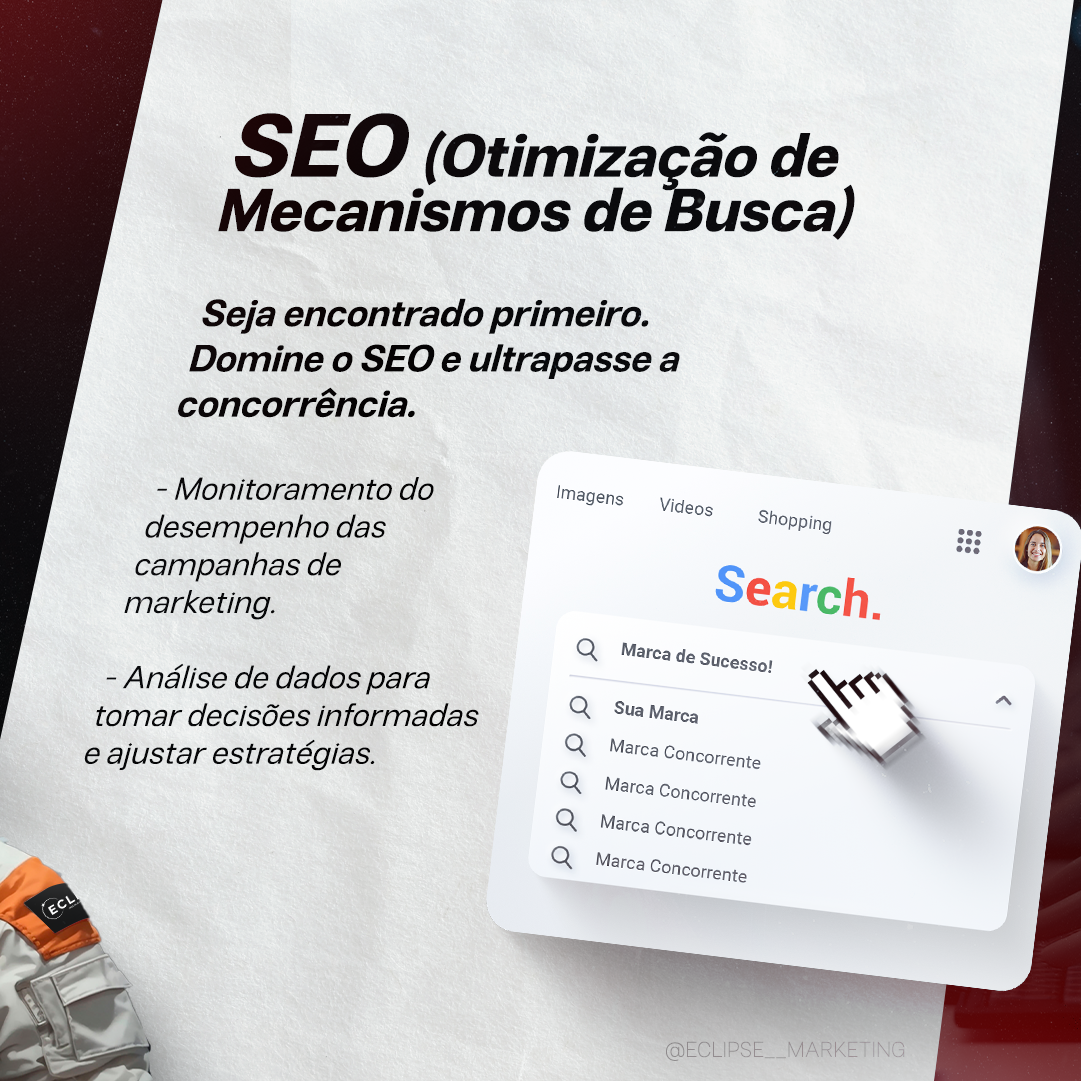 SEO (Otimização de
Mecanismos de Busca)
Seja encontrado primeiro.
Domine o SEO e ultrapasse a
concorrência.
- Monitoramento do
desempenho das
campanhas de
marketing.
- Análise de dados para
tomar decisões informadas
e ajustar estratégias.
Imagens Videos Shopping
Search.
Marca de Sucesso!
Sua Marca
Marca Concorrente
Marca Concorrente
Marca Concorrente
Marca Concorrente
@ECLIPSE__MARKETING